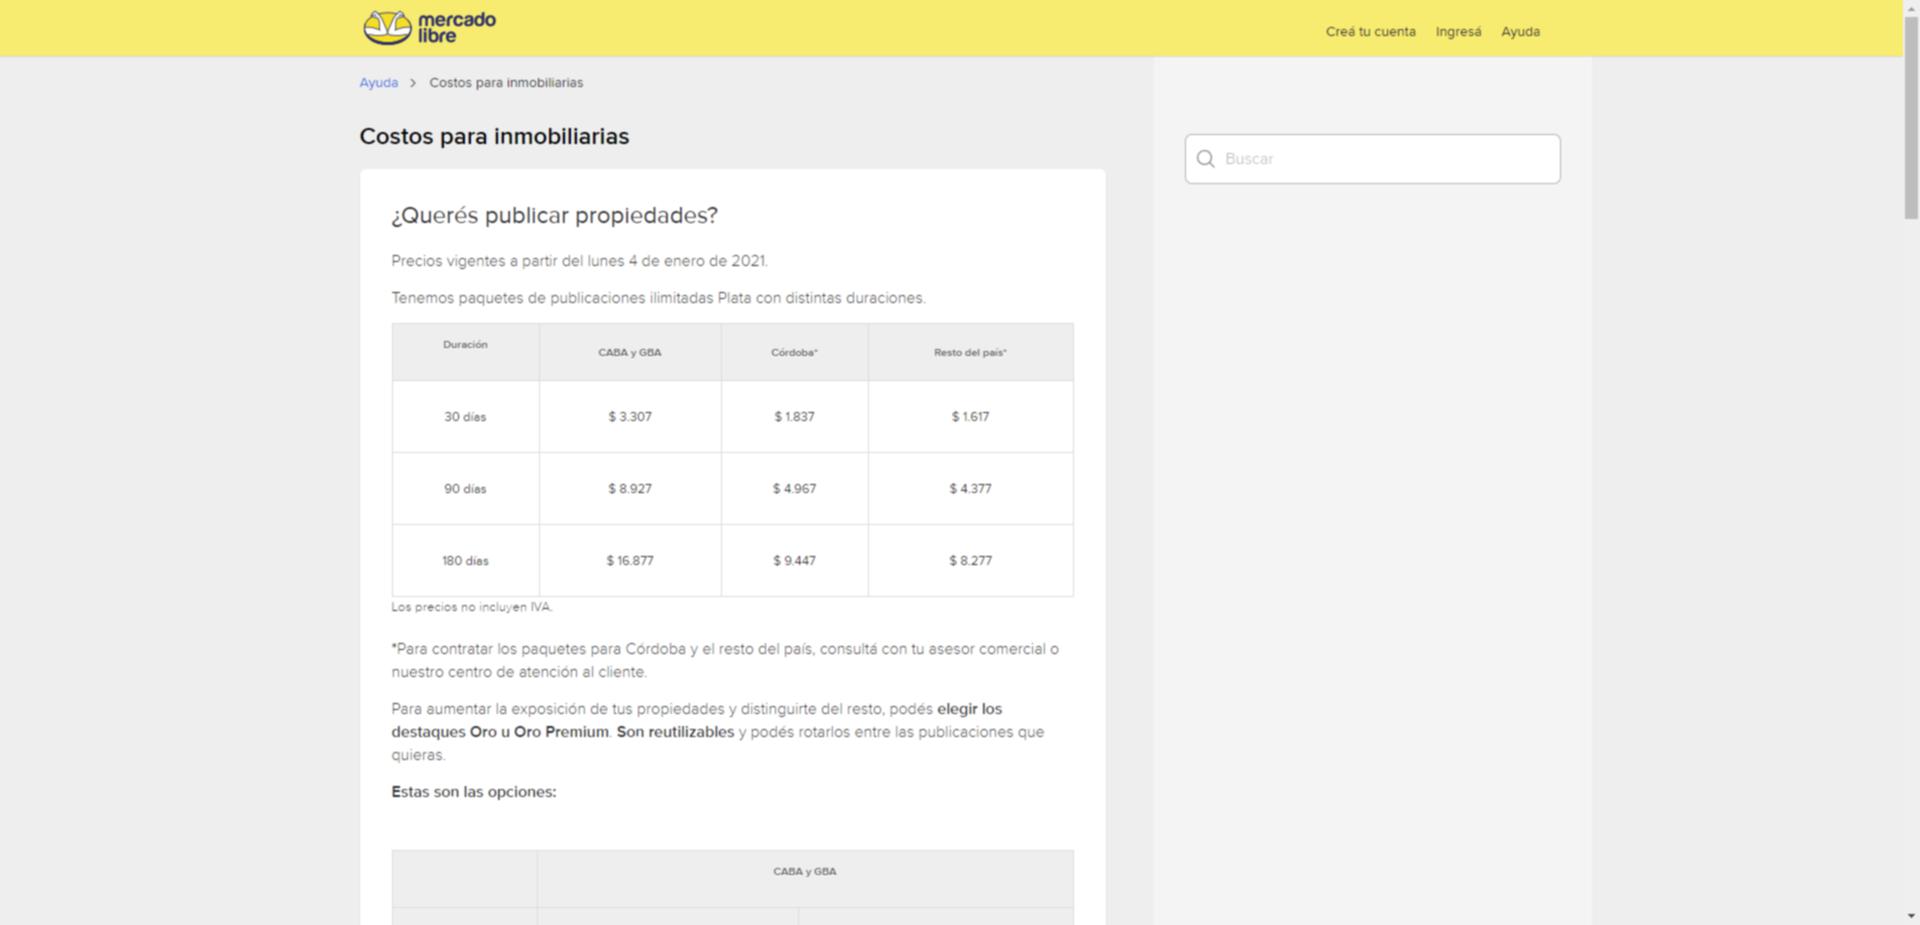 mercado
libre
Creá tu cuenta Ingresá Ayuda
Ayuda > Costos para inmobiliarias
Costos para inmobiliarias
Buscar
¿Querés publicar propiedades?
Precios vigentes a partir del lunes 4 de enero de 2021.
Tenemos paquetes de publicaciones ilimitadas Plata con distintas duraciones.
Duración CABA y GBA Córdoba* Resto del país*
30 días $ 3.307 $ 1.837 $ 1.617
90 días $ 8.927 $ 4.967 $ 4.377
180 días $ 16.877 $ 9.447 $ 8.277
Los precios no incluyen IVA.
*Para contratar los paquetes para Córdoba y el resto del país, consultá con tu asesor comercial o
nuestro centro de atención al cliente.
Para aumentar la exposición de tus propiedades y distinguirte del resto, podés elegir los
destaques Oro u Oro Premium. Son reutilizables y podés rotarlos entre las publicaciones que
quieras.
Estas son las opciones:
CABA y GBA